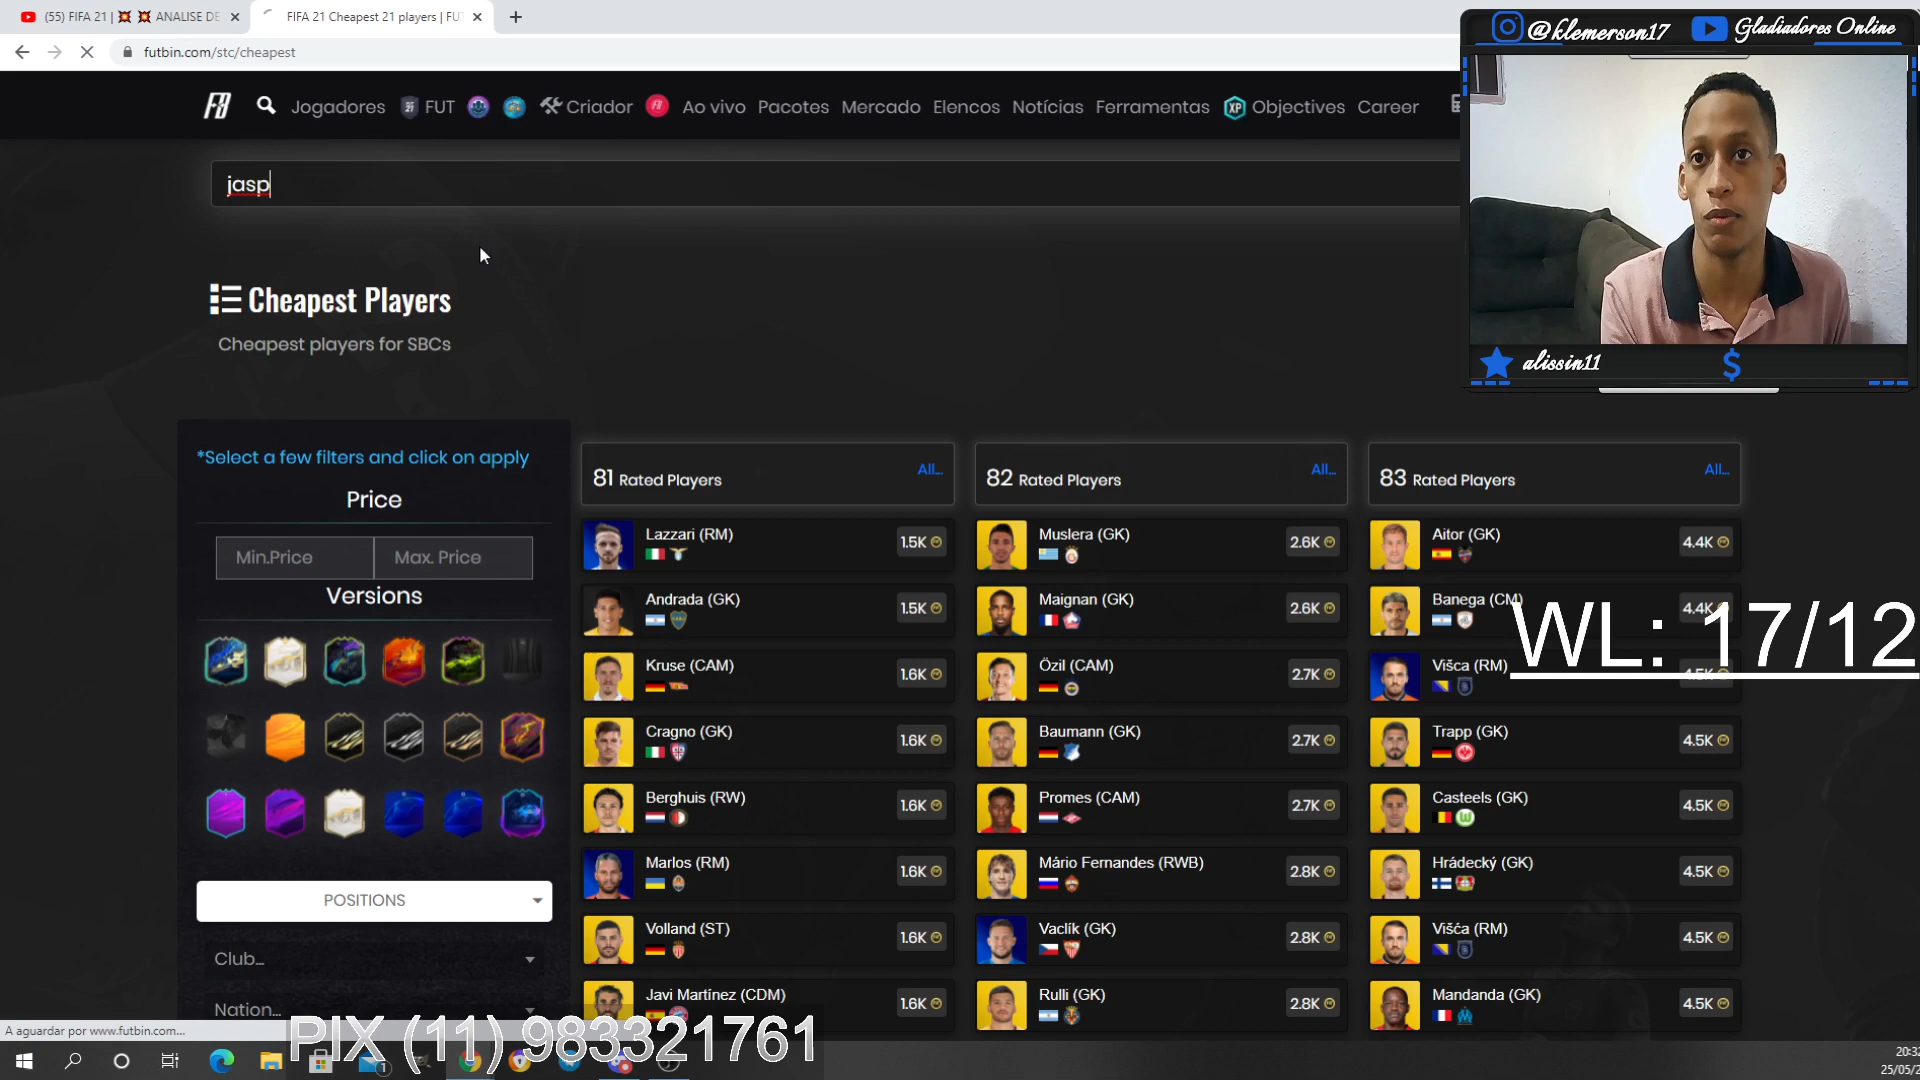 (55) FIFA 21 | 💥 💥 ANALISE DE
FIFA 21 Cheapest 21 players | FUT
futbin.com/stc/cheapest
@klemerson17
Gladiadores Online
Jogadores FUT Criador Ao vivo Pacotes Mercado Elencos Notícias Ferramentas XP Objectives Career
jasp
alissin11
$
Cheapest Players
Cheapest players for SBCs
*Select a few filters and click on apply
Price
Min.Price
Max. Price
Versions
POSITIONS
Club...
Nation...
81 Rated Players All...
Lazzari (RM) 1.5K
Andrada (GK) 1.5K
Kruse (CAM) 1.6K
Cragno (GK) 1.6K
Berghuis (RW) 1.6K
Marlos (RM) 1.6K
Volland (ST) 1.6K
Javi Martínez (CDM) 1.6K
82 Rated Players All...
Muslera (GK) 2.6K
Maignan (GK) 2.6K
Özil (CAM) 2.7K
Baumann (GK) 2.7K
Promes (CAM) 2.7K
Mário Fernandes (RWB) 2.8K
Vaclík (GK) 2.8K
Rulli (GK) 2.8K
83 Rated Players All...
Aitor (GK) 4.4K
Banega (CM) 4.4K
Višca (RM) 4.5K
Trapp (GK) 4.5K
Casteels (GK) 4.5K
Hrádecký (GK) 4.5K
Višća (RM) 4.5K
Mandanda (GK) 4.5K
WL: 17/12
A aguardar por www.futbin.com...
PIX (11) 983321761
20:32
25/05/2